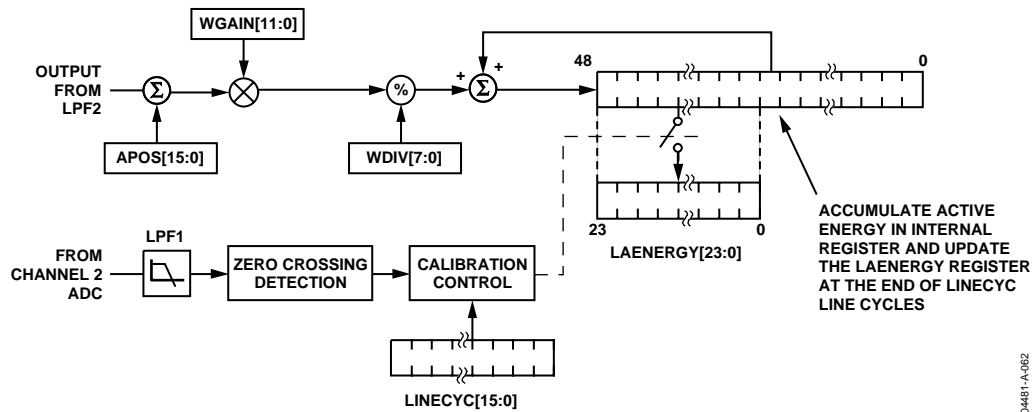 WGAIN[11:0]
OUTPUT
FROM
LPF2
Σ
%
+
Σ
+
48
0
APOS[15:0]
WDIV[7:0]
23
0
LAENERGY[23:0]
ACCUMULATE ACTIVE
ENERGY IN INTERNAL
REGISTER AND UPDATE
THE LAENERGY REGISTER
AT THE END OF LINECYC
LINE CYCLES
FROM
CHANNEL 2
ADC
LPF1
ZERO CROSSING
DETECTION
CALIBRATION
CONTROL
LINECYC[15:0]
04481-A-062